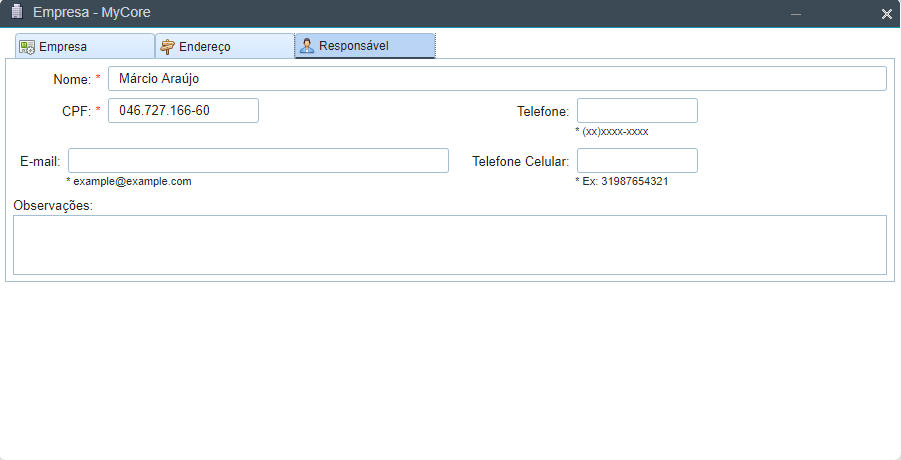 Empresa - MyCore
Empresa Endereço Responsável
Nome: * Márcio Araújo
CPF: * 046.727.166-60 Telefone:
* (xx)xxxx-xxxx
E-mail: Telefone Celular:
* example@example.com * Ex: 31987654321
Observações: